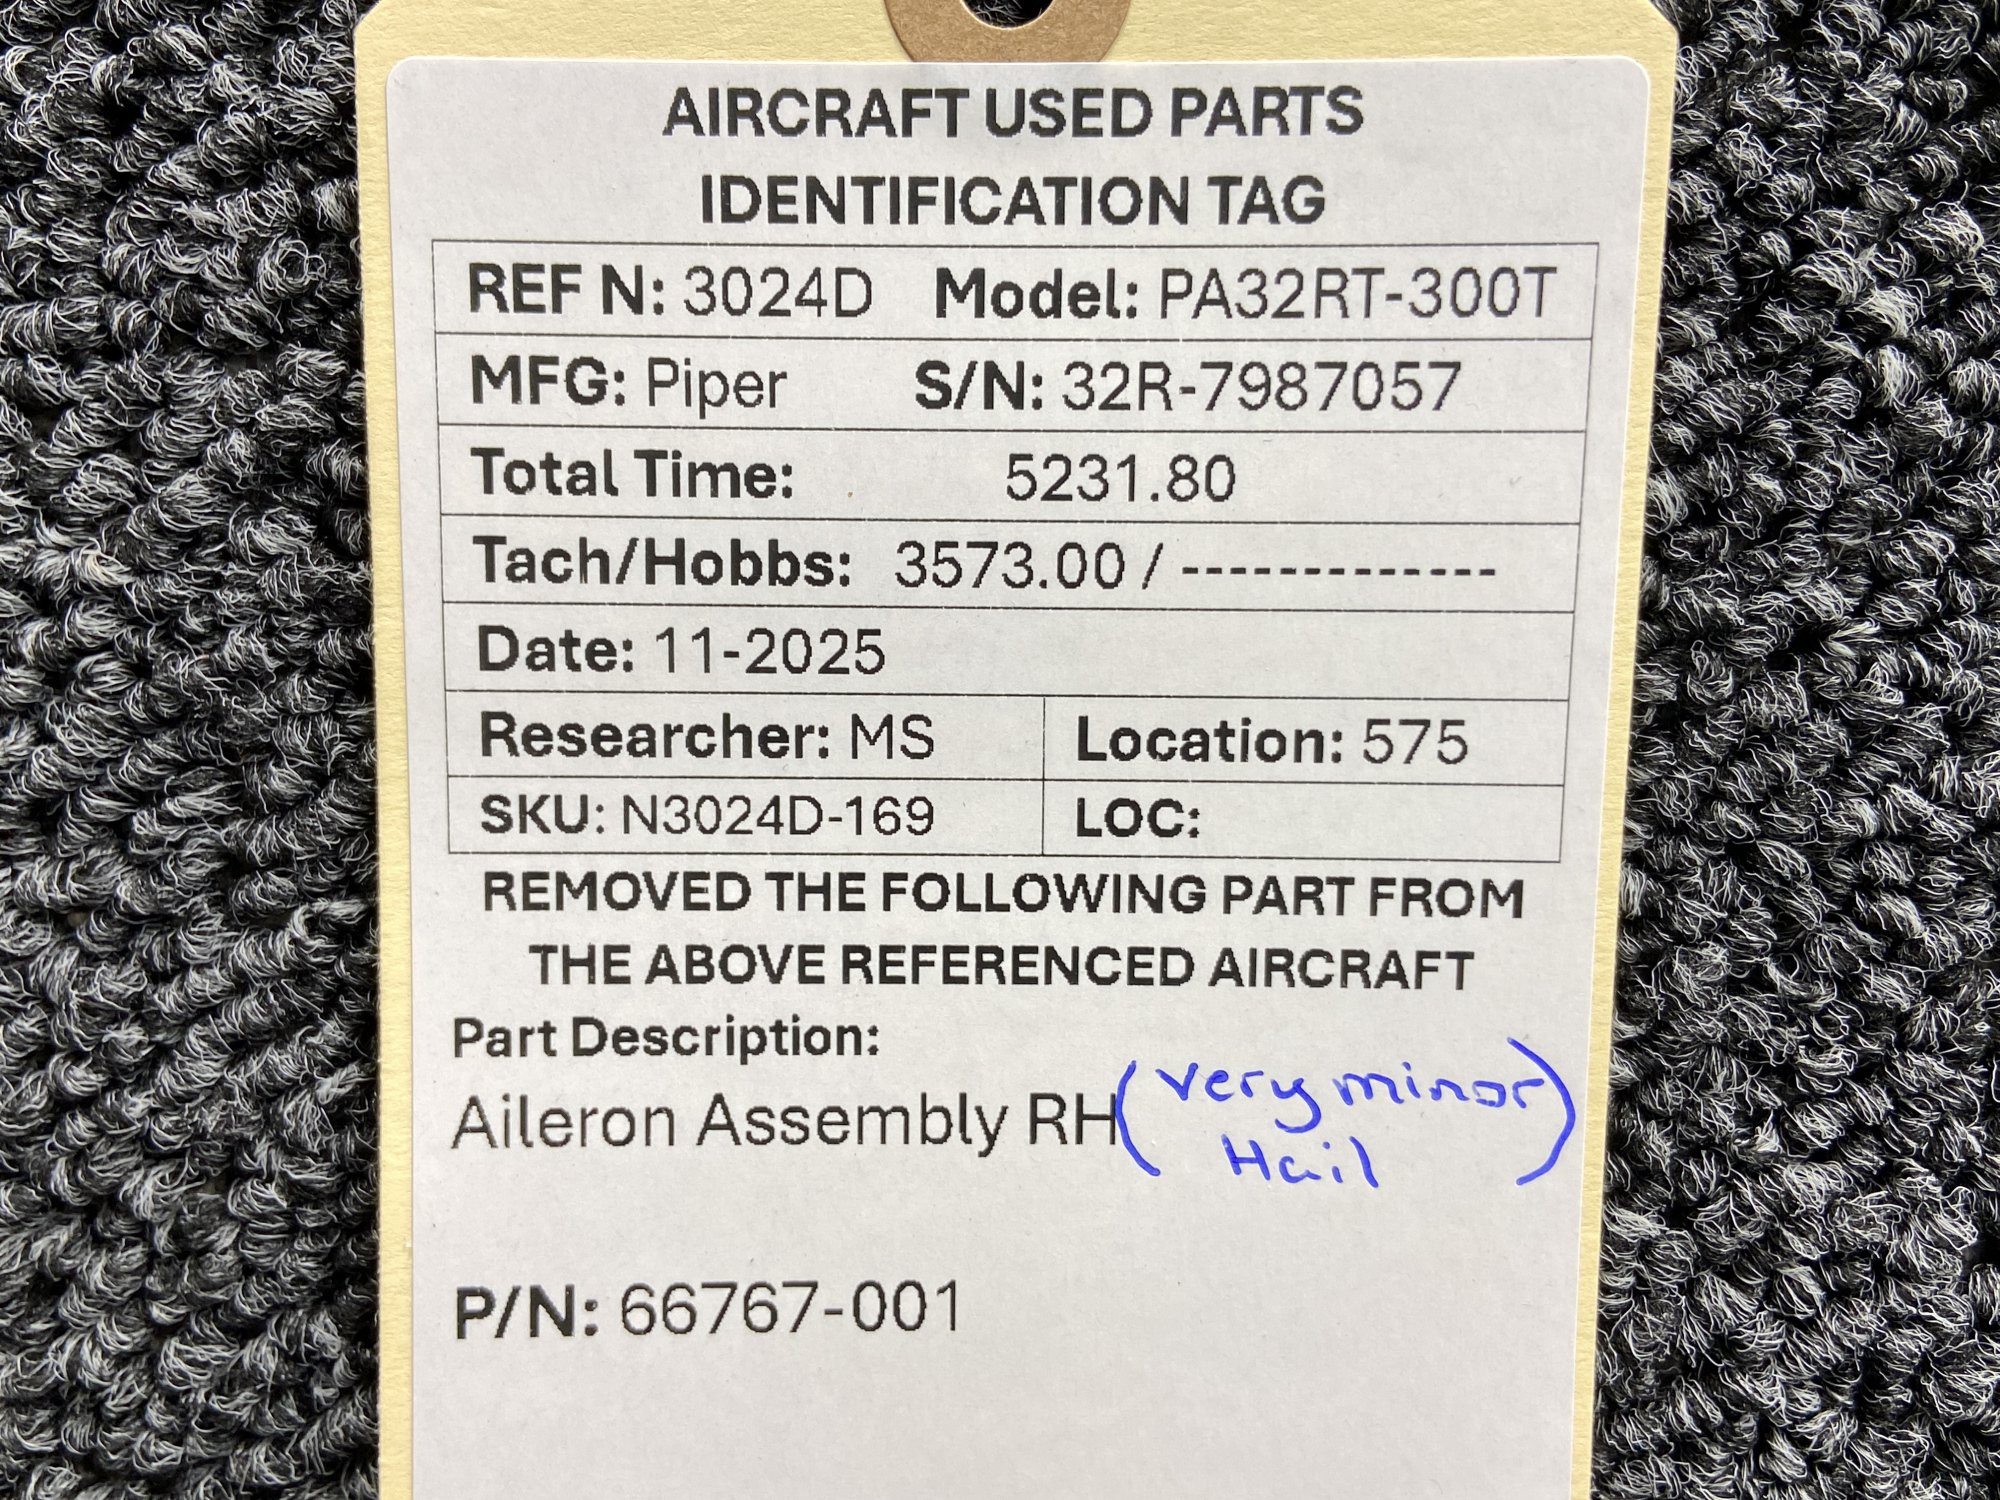 AIRCRAFT USED PARTS
IDENTIFICATION TAG
REF N: 3024D Model: PA32RT-300T
MFG: Piper S/N: 32R-7987057
Total Time: 5231.80
Tach/Hobbs: 3573.00 / -------------
Date: 11-2025
Researcher: MS Location: 575
SKU: N3024D-169 LOC:
REMOVED THE FOLLOWING PART FROM
THE ABOVE REFERENCED AIRCRAFT
Part Description:
Aileron Assembly RH (very minor
Hail)
P/N: 66767-001